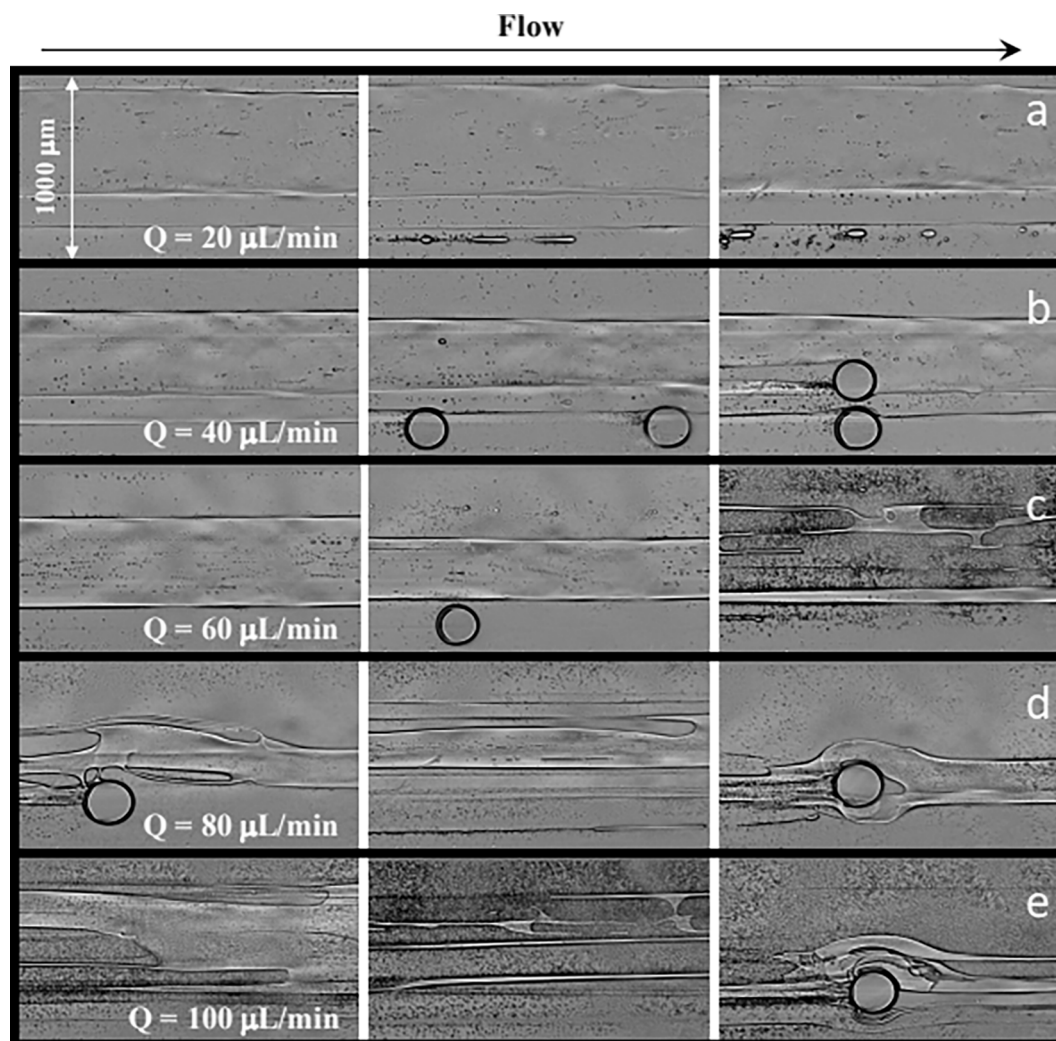 Flow
1000 μm
a
Q = 20 μL/min
b
Q = 40 μL/min
c
Q = 60 μL/min
d
Q = 80 μL/min
e
Q = 100 μL/min